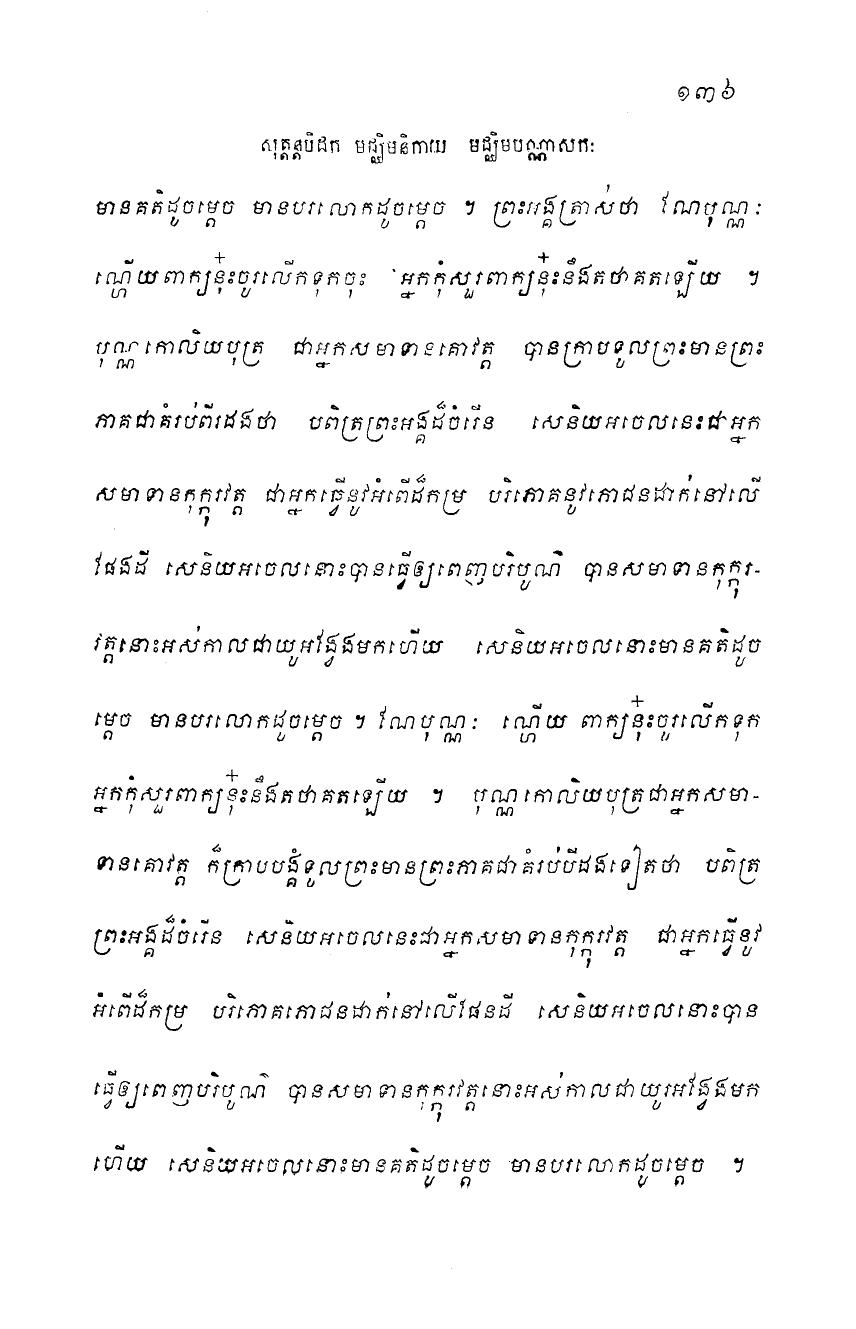 ១៣៦
សុត្តន្តបិដក មជ្ឈិមនិកាយ មជ្ឈិមបណ្ណាសកៈ
មានគតិដូចម្តេច មានបរលោកដូចម្តេច ។ ព្រះអង្គត្រាស់ថា ណែបុណ្ណៈ
ណ្ហើយពាក្យនុ៎ះចូរលើកទុកចុះ អ្នកកុំសួរពាក្យនុ៎ះនឹងតថាគតឡើយ ។
បុណ្ណកោលិយបុត្រ ជាអ្នកសមាទានគោវត្ត បានក្រាបទូលព្រះមានព្រះ
ភាគជាគំរប់ពីរដងថា បពិត្រព្រះអង្គដ៏ចំរើន សេនិយអចេលនេះជាអ្នក
សមាទានកុក្កុរវត្ត ជាអ្នកធ្វើនូវអំពើដ៏កម្រ បរិភោគនូវភោជនដាក់នៅលើ
ផែងដី សេនិយអចេលនោះបានធ្វើឲ្យពេញបរិបូណ៌ បានសមាទានកុក្កុរ-
វត្តនោះអស់កាលជាយូអង្វែងមកហើយ សេនិយអចេលនោះមានគតិដូច
ម្តេច មានបរលោកដូចម្តេច ។ ណែបុណ្ណៈ ណ្ហើយ ពាក្យនុ៎ះចូរលើកទុក
អ្នកកុំសួរពាក្យនុ៎ះនឹងតថាគតឡើយ ។ បុណ្ណកោលិយបុត្រជាអ្នកសមា-
ទានគោវត្ត ក៏ក្រាបបង្គំទូលព្រះមានព្រះភាគជាគំរប់បីដងទៀតថា បពិត្រ
ព្រះអង្គដ៏ចំរើន សេនិយអចេលនេះជាអ្នកសមាទានកុក្កុរវត្ត ជាអ្នកធ្វើនូវ
អំពើដ៏កម្រ បរិភោគភោជនដាក់នៅលើផែនដី សេនិយអចេលនោះបាន
ធ្វើឲ្យពេញបរិបូណ៌ បានសមាទានកុក្កុរវត្តនោះអស់កាលជាយូរអង្វែងមក
ហើយ សេនិយអចេលនោះមានគតិដូចម្តេច មានបរលោកដូចម្តេច ។